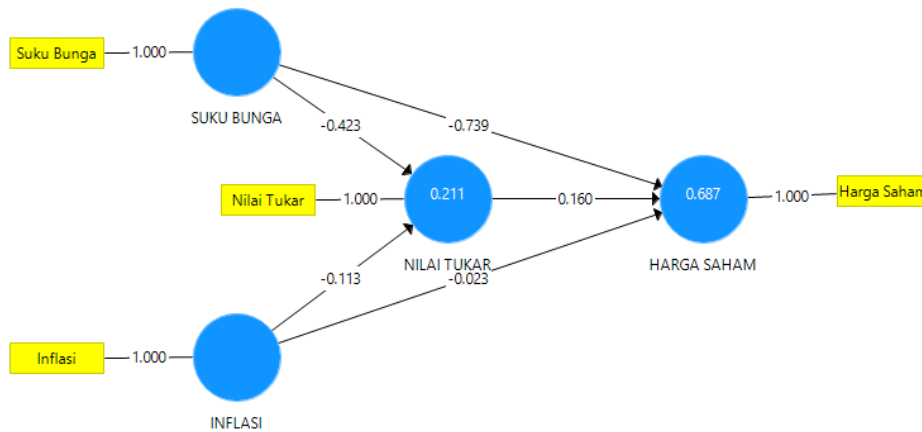 Suku Bunga
1.000
SUKU BUNGA
-0.423
-0.739
Nilai Tukar
1.000
0.211
0.160
0.687
1.000
Harga Saham
NILAI TUKAR
HARGA SAHAM
-0.113
-0.023
Inflasi
1.000
INFLASI